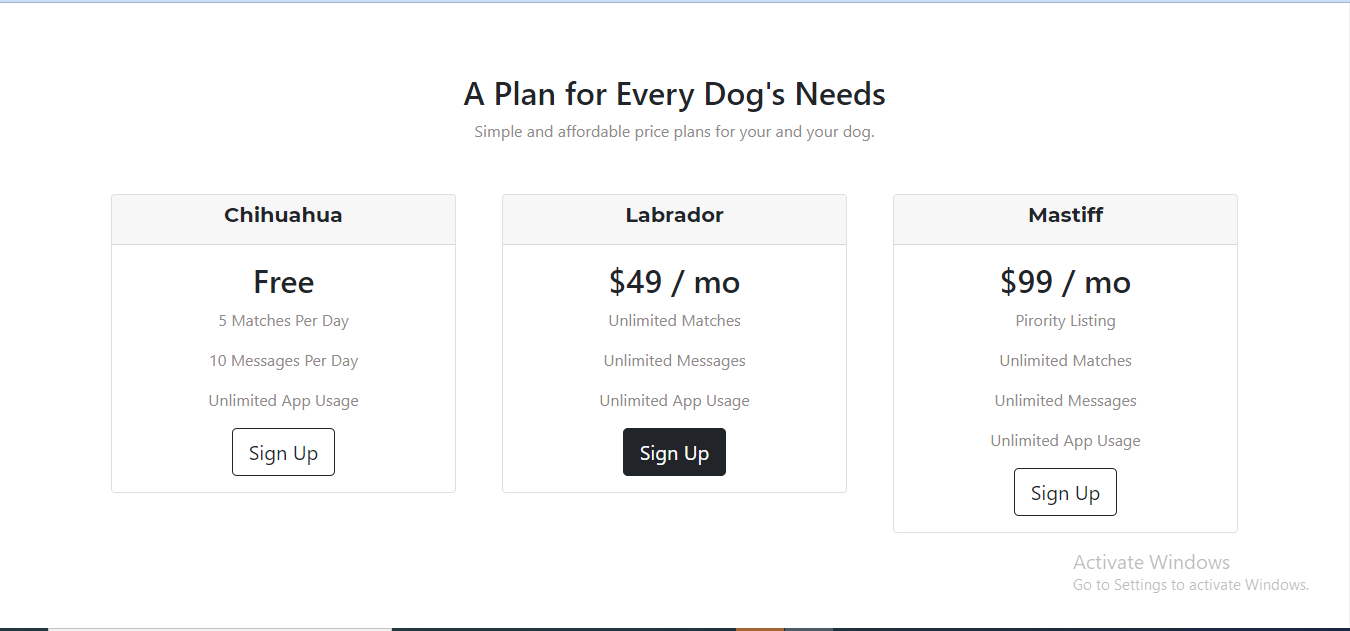 A Plan for Every Dog's Needs
Simple and affordable price plans for your and your dog.
Chihuahua
Free
5 Matches Per Day
10 Messages Per Day
Unlimited App Usage
Sign Up
Labrador
$49 / mo
Unlimited Matches
Unlimited Messages
Unlimited App Usage
Sign Up
Mastiff
$99 / mo
Pirority Listing
Unlimited Matches
Unlimited Messages
Unlimited App Usage
Sign Up
Activate Windows
Go to Settings to activate Windows.